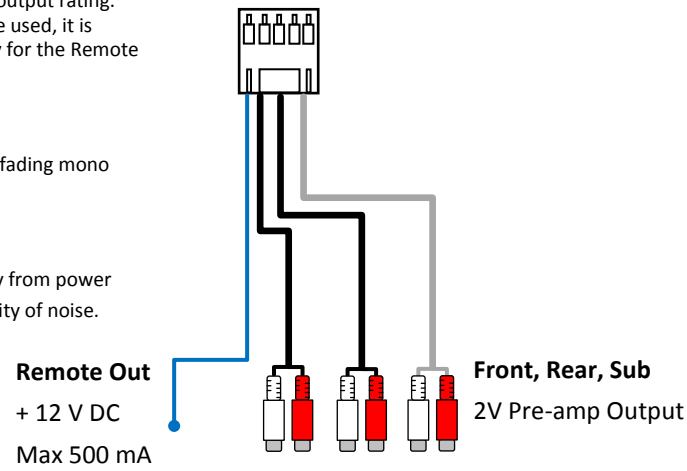 output rating.
used, it is
for the Remote
fading mono
from power
ity of noise.
Remote Out
+ 12 V DC
Max 500 mA
Front, Rear, Sub
2V Pre-amp Output